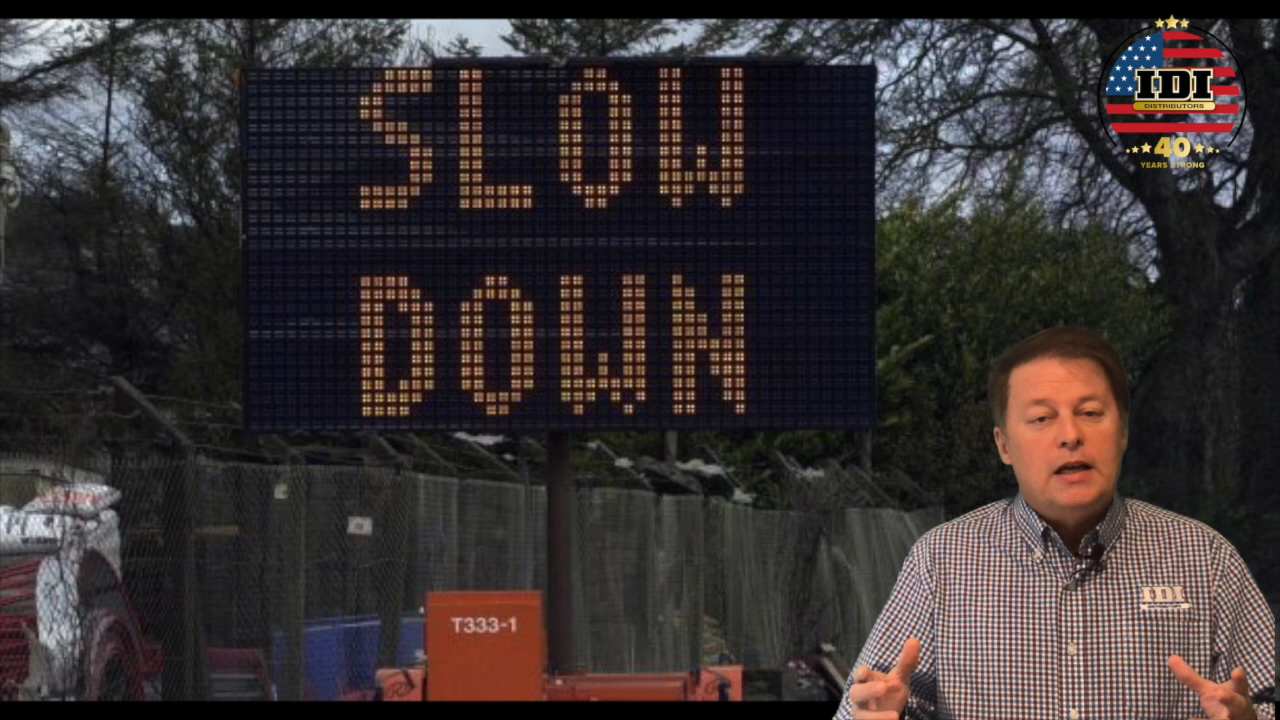 SLOW
DOWN
T333-1
IDI
DISTRIBUTORS
40
YEARS STRONG
IDI